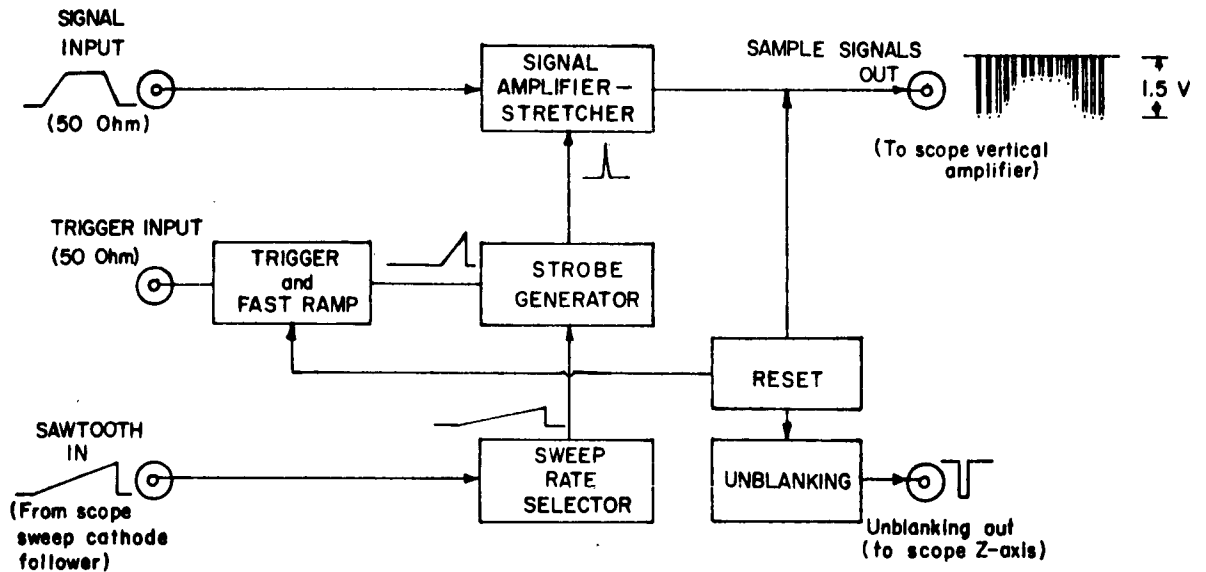 SIGNAL
INPUT
(50 Ohm)
SIGNAL
AMPLIFIER —
STRETCHER
SAMPLE SIGNALS
OUT
1.5 V
(To scope vertical
amplifier)
TRIGGER INPUT
(50 Ohm)
TRIGGER
and
FAST RAMP
STROBE
GENERATOR
RESET
SAWTOOTH
IN
(From scope
sweep cathode
follower)
SWEEP
RATE
SELECTOR
UNBLANKING
Unblanking out
(to scope Z-axis)